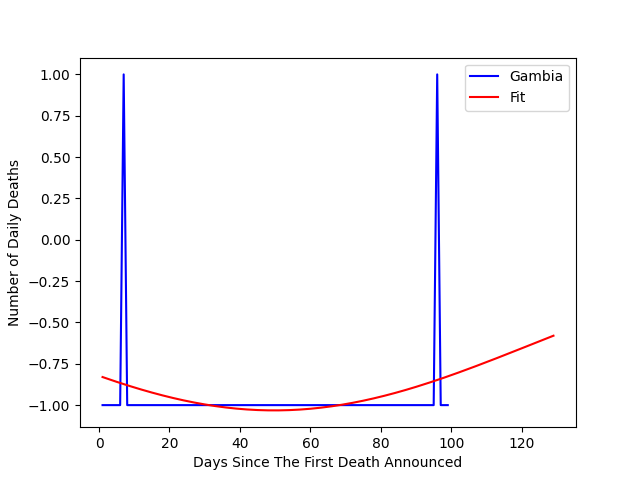 Gambia
Fit
1.00
0.75
0.50
0.25
0.00
−0.25
−0.50
−0.75
−1.00
Number of Daily Deaths
0 20 40 60 80 100 120
Days Since The First Death Announced